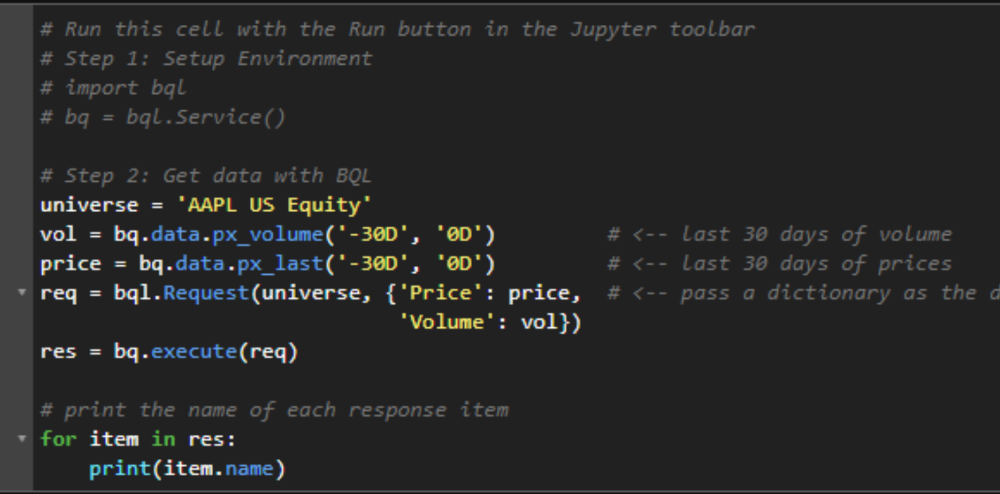 # Run this cell with the Run button in the Jupyter toolbar
# Step 1: Setup Environment
# import bql
# bq = bql.Service()

# Step 2: Get data with BQL
universe = 'AAPL US Equity'
vol = bq.data.px_volume('-30D', '0D')         # <-- last 30 days of volume
price = bq.data.px_last('-30D', '0D')         # <-- last 30 days of prices
req = bql.Request(universe, {'Price': price,  # <-- pass a dictionary as the
                             'Volume': vol})
res = bq.execute(req)

# print the name of each response item
for item in res:
    print(item.name)